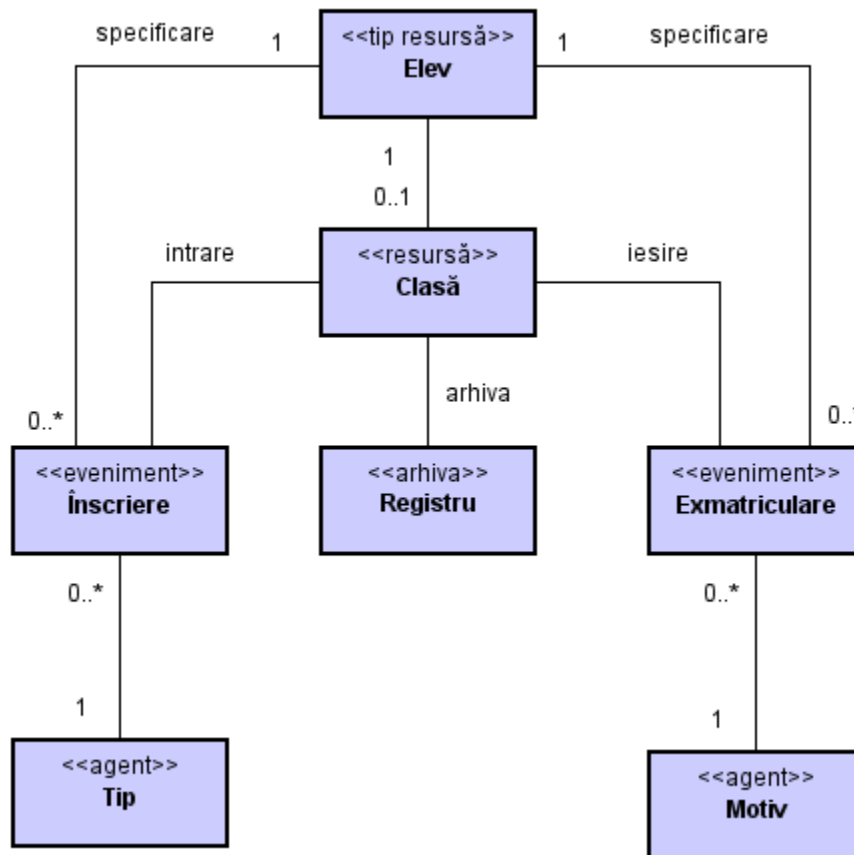 specificare
1
<<tip resursă>>
Elev
1
specificare
1
0..1
intrare
<<resursă>>
Clasă
iesire
arhiva
0..*
0..*
<<eveniment>>
Înscriere
<<arhiva>>
Registru
<<eveniment>>
Exmatriculare
0..*
0..*
1
1
<<agent>>
Tip
<<agent>>
Motiv